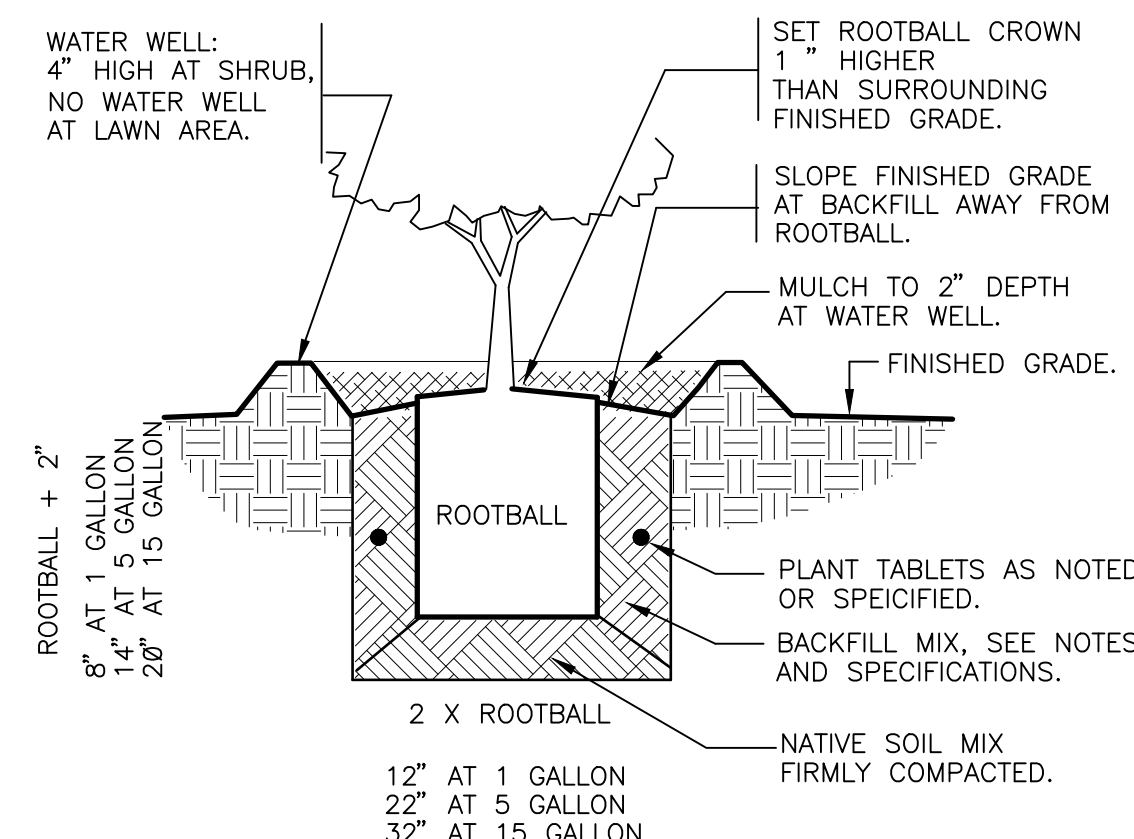 WATER WELL:
4” HIGH AT SHRUB,
NO WATER WELL
AT LAWN AREA.
SET ROOTBALL CROWN
1 ” HIGHER
THAN SURROUNDING
FINISHED GRADE.
SLOPE FINISHED GRADE
AT BACKFILL AWAY FROM
ROOTBALL.
MULCH TO 2” DEPTH
AT WATER WELL.
FINISHED GRADE.
ROOTBALL + 2”
8” AT 1 GALLON
14” AT 5 GALLON
20” AT 15 GALLON
ROOTBALL
PLANT TABLETS AS NOTED
OR SPEICIFIED.
BACKFILL MIX, SEE NOTES
AND SPECIFICATIONS.
NATIVE SOIL MIX
FIRMLY COMPACTED.
2 X ROOTBALL
12” AT 1 GALLON
22” AT 5 GALLON
32” AT 15 GALLON